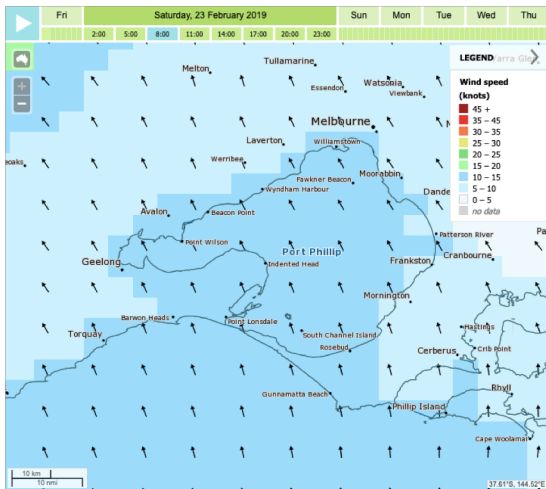 Fri
Saturday, 23 February 2019
Sun
Mon
Tue
Wed
Thu
2:00
5:00
8:00
11:00
14:00
17:00
20:00
23:00
LEGEND
Wind speed
(knots)
45 +
35 – 45
30 – 35
25 – 30
20 – 25
15 – 20
10 – 15
5 – 10
0 – 5
no data
Tullamarine
Melton
Watsonia
Essendon
Viewbank
Melbourne
Laverton
Williamstown
Werribee
Moorabbin
Fawkner Beacon
Wyndham Harbour
Dande
Avalon
Beacon Point
Patterson River
Point Wilson
Port Phillip
Cranbourne
Geelong
Indented Head
Frankston
Mornington
Barwon Heads
Point Lonsdale
Hastings
Torquay
South Channel Island
Rosebud
Cerberus
Crib Point
Gunnamatta Beach
Rhyll
Phillip Island
Cape Woolamai
10 km
10 nmi
37.61°S, 144.52°E